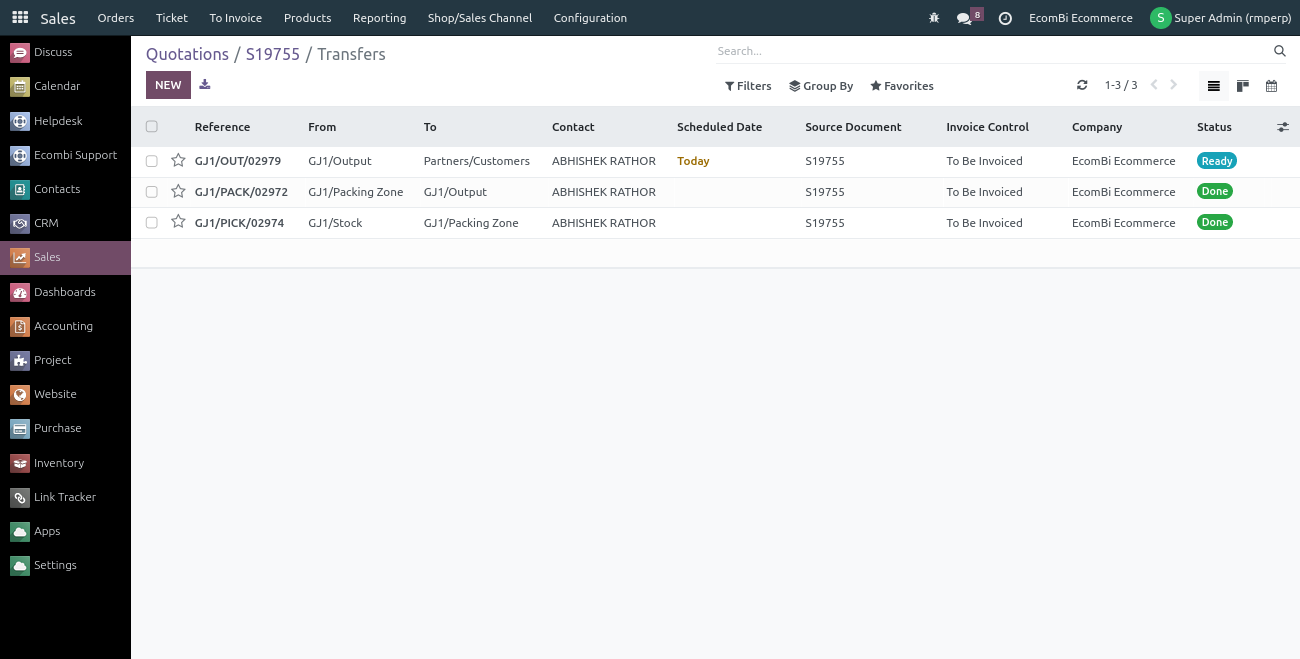 Sales Orders Ticket To Invoice Products Reporting Shop/Sales Channel Configuration 8 EcomBi Ecommerce S Super Admin (rmperp)
Discuss
Calendar
Helpdesk
Ecombi Support
Contacts
CRM
Sales
Dashboards
Accounting
Project
Website
Purchase
Inventory
Link Tracker
Apps
Settings
Quotations / S19755 / Transfers
Search...
NEW
Filters Group By Favorites 1-3 / 3
Reference From To Contact Scheduled Date Source Document Invoice Control Company Status
GJ1/OUT/02979 GJ1/Output Partners/Customers ABHISHEK RATHOR Today S19755 To Be Invoiced EcomBi Ecommerce Ready
GJ1/PACK/02972 GJ1/Packing Zone GJ1/Output ABHISHEK RATHOR S19755 To Be Invoiced EcomBi Ecommerce Done
GJ1/PICK/02974 GJ1/Stock GJ1/Packing Zone ABHISHEK RATHOR S19755 To Be Invoiced EcomBi Ecommerce Done